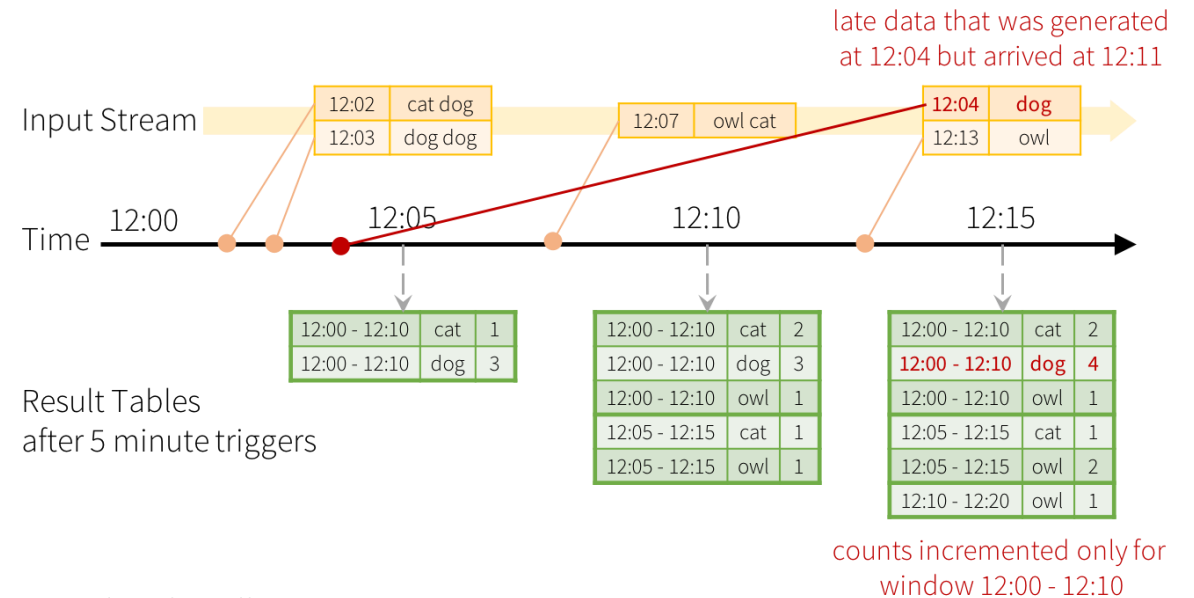 late data that was generated
at 12:04 but arrived at 12:11
Input Stream
12:02 cat dog
12:03 dog dog
12:07 owl cat
12:04 dog
12:13 owl
Time
12:00
12:05
12:10
12:15
Result Tables
after 5 minute triggers
12:00 - 12:10 cat 1
12:00 - 12:10 dog 3
12:00 - 12:10 cat 2
12:00 - 12:10 dog 3
12:00 - 12:10 owl 1
12:05 - 12:15 cat 1
12:05 - 12:15 owl 1
12:00 - 12:10 cat 2
12:00 - 12:10 dog 4
12:00 - 12:10 owl 1
12:05 - 12:15 cat 1
12:05 - 12:15 owl 2
12:10 - 12:20 owl 1
counts incremented only for
window 12:00 - 12:10